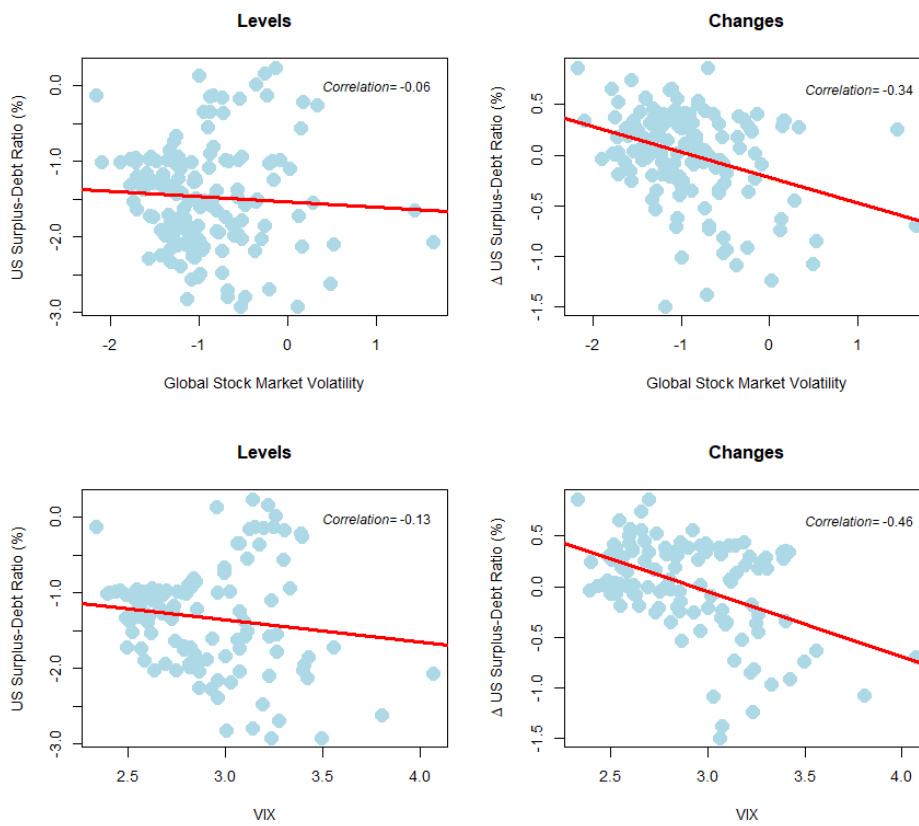 Levels
Correlation= -0.06
US Surplus-Debt Ratio (%)
0.0
-1.0
-2.0
-3.0
-2 -1 0 1
Global Stock Market Volatility
Changes
Correlation= -0.34
Δ US Surplus-Debt Ratio (%)
0.5
0.0
-0.5
-1.0
-1.5
-2 -1 0 1
Global Stock Market Volatility
Levels
Correlation= -0.13
US Surplus-Debt Ratio (%)
0.0
-1.0
-2.0
-3.0
2.5 3.0 3.5 4.0
VIX
Changes
Correlation= -0.46
Δ US Surplus-Debt Ratio (%)
0.5
0.0
-0.5
-1.0
-1.5
2.5 3.0 3.5 4.0
VIX